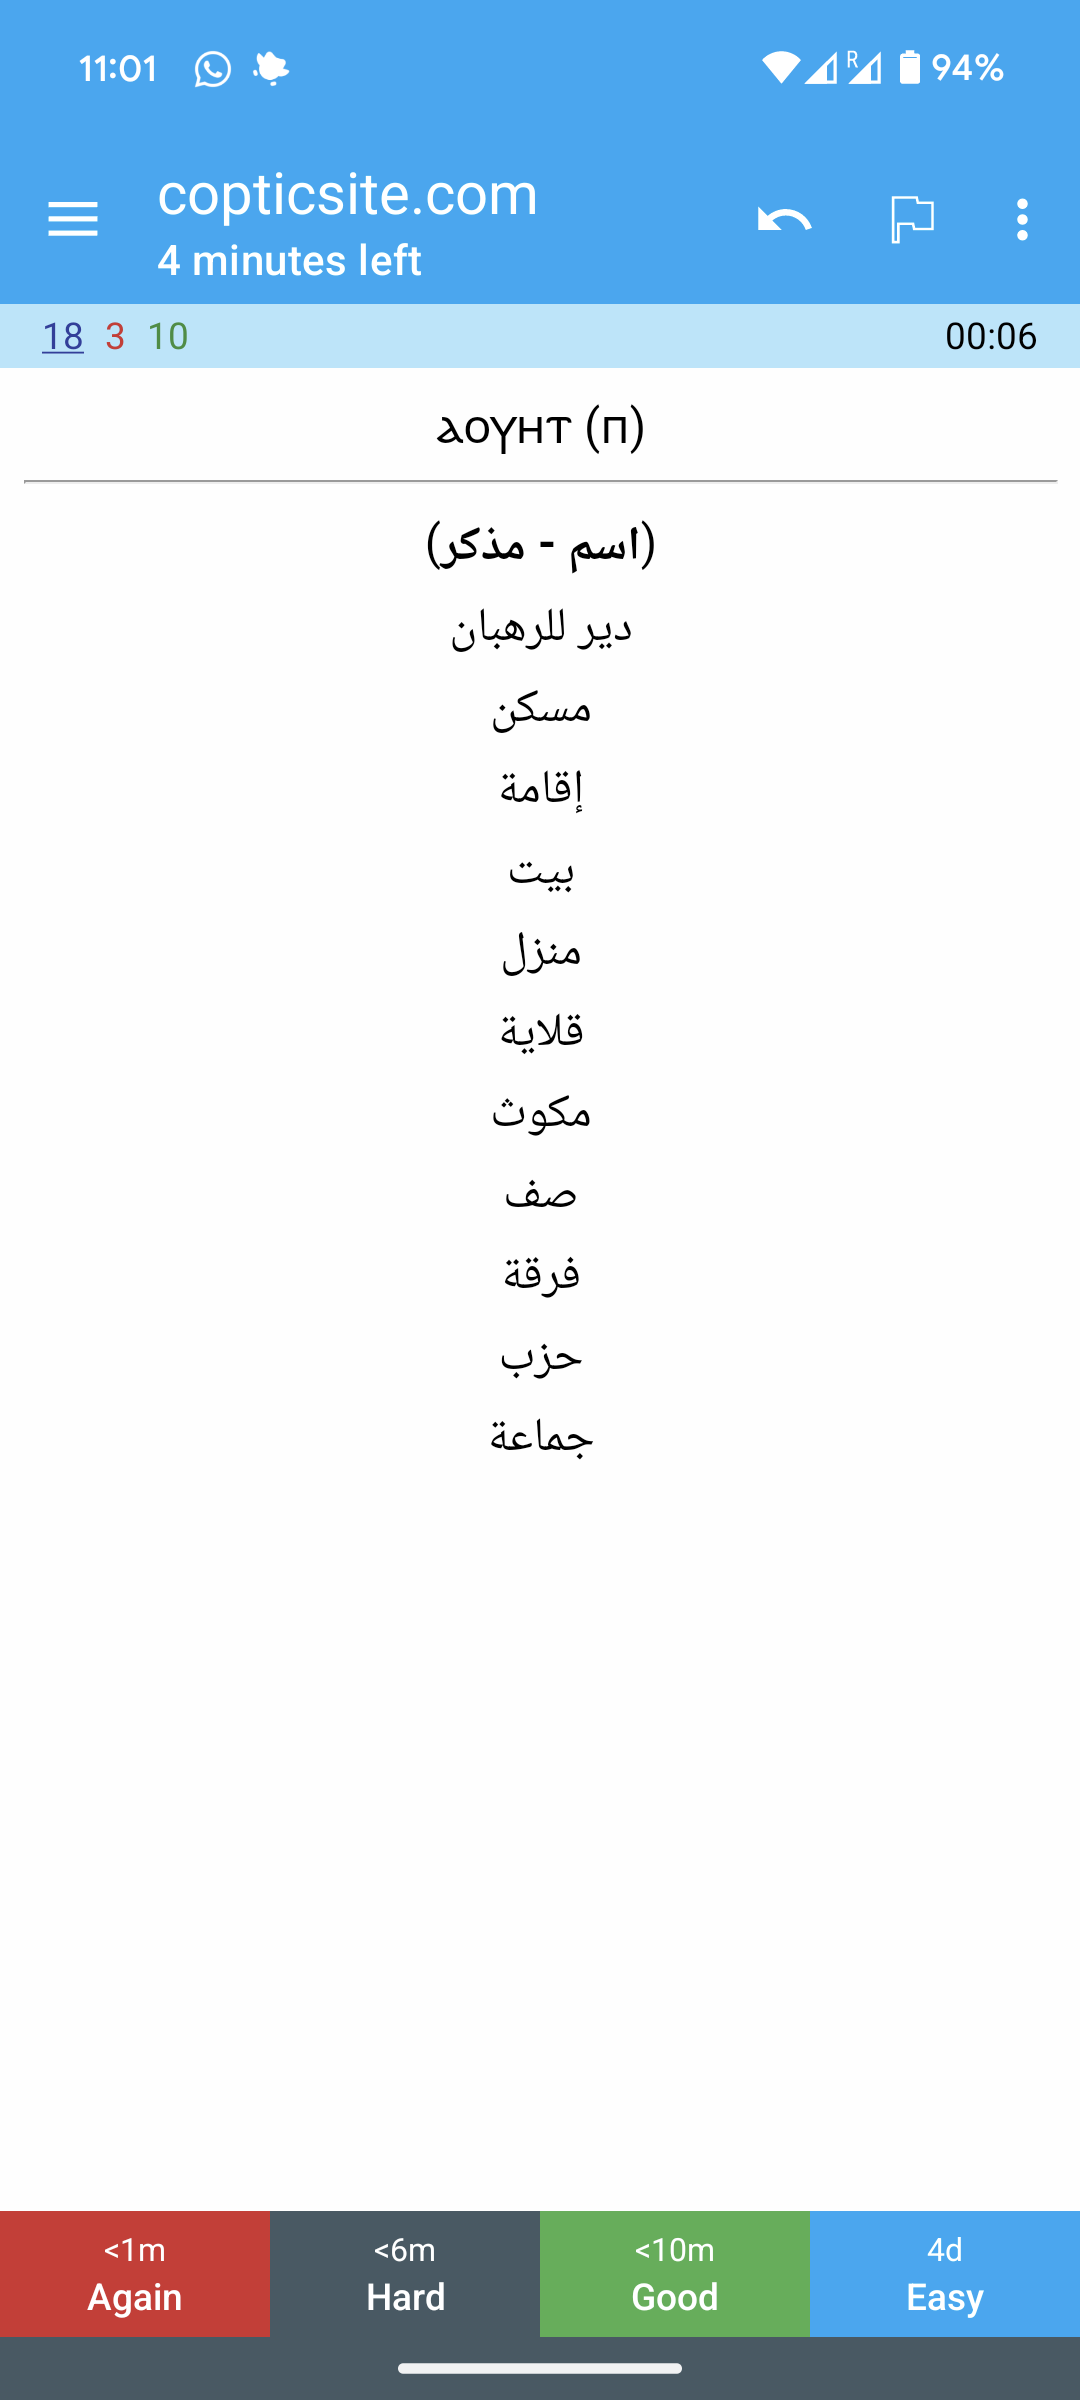 11:01 R 94%
copticsite.com
4 minutes left
18 3 10 00:06
ⲁⲟⲩⲏⲧ (ⲡ)
(اسم - مذكر)
دير للرهبان
مسكن
إقامة
بيت
منزل
قلاية
مكوث
صف
فرقة
حزب
جماعة
<1m <6m <10m 4d
Again Hard Good Easy